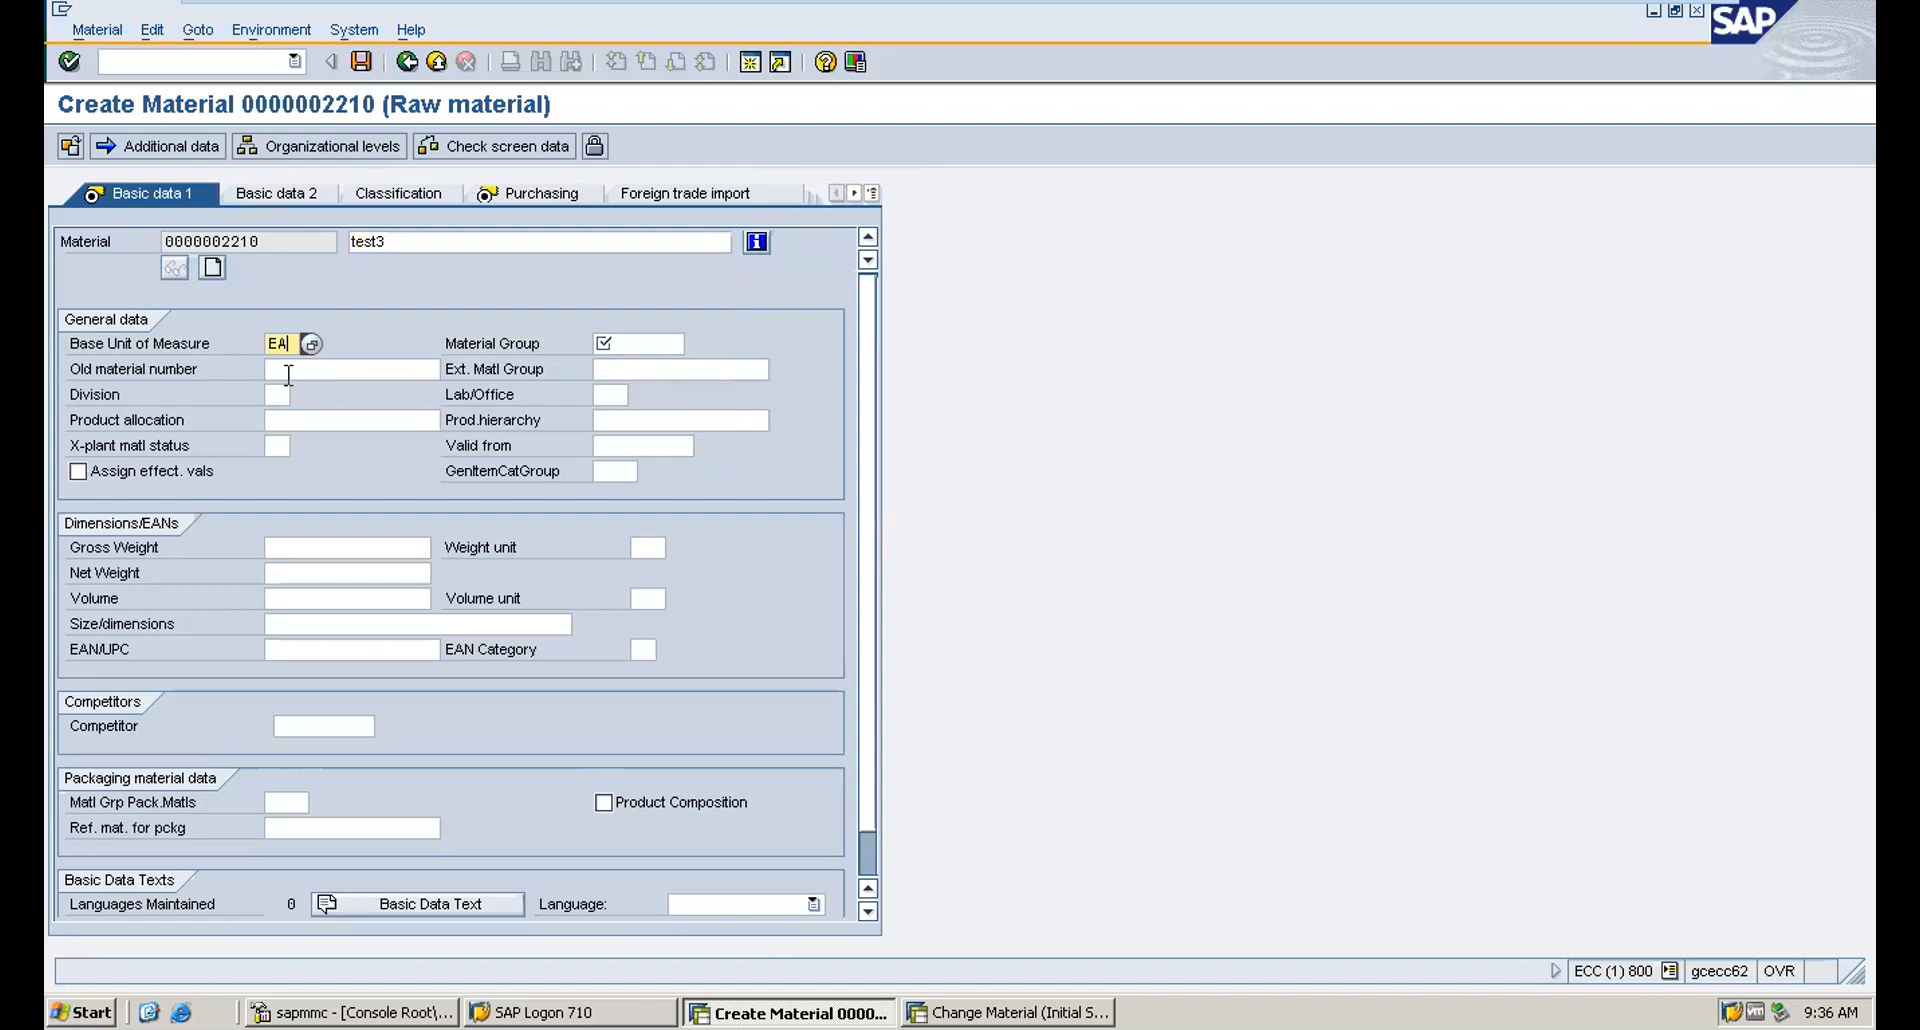 Material Edit Goto Environment System Help
SAP
Create Material 0000002210 (Raw material)
Additional data Organizational levels Check screen data
Basic data 1 Basic data 2 Classification Purchasing Foreign trade import
Material 0000002210 test3
General data
Base Unit of Measure EA Material Group
Old material number Ext. Matl Group
Division Lab/Office
Product allocation Prod.hierarchy
X-plant matl status Valid from
Assign effect. vals GenItemCatGroup
Dimensions/EANs
Gross Weight Weight unit
Net Weight
Volume Volume unit
Size/dimensions
EAN/UPC EAN Category
Competitors
Competitor
Packaging material data
Matl Grp Pack.Matls Product Composition
Ref. mat. for pckg
Basic Data Texts
Languages Maintained 0 Basic Data Text Language:
ECC (1) 800 gcecc62 OVR
Start sapmmc - [Console Root\... SAP Logon 710 Create Material 0000... Change Material (Initial S... 9:36 AM